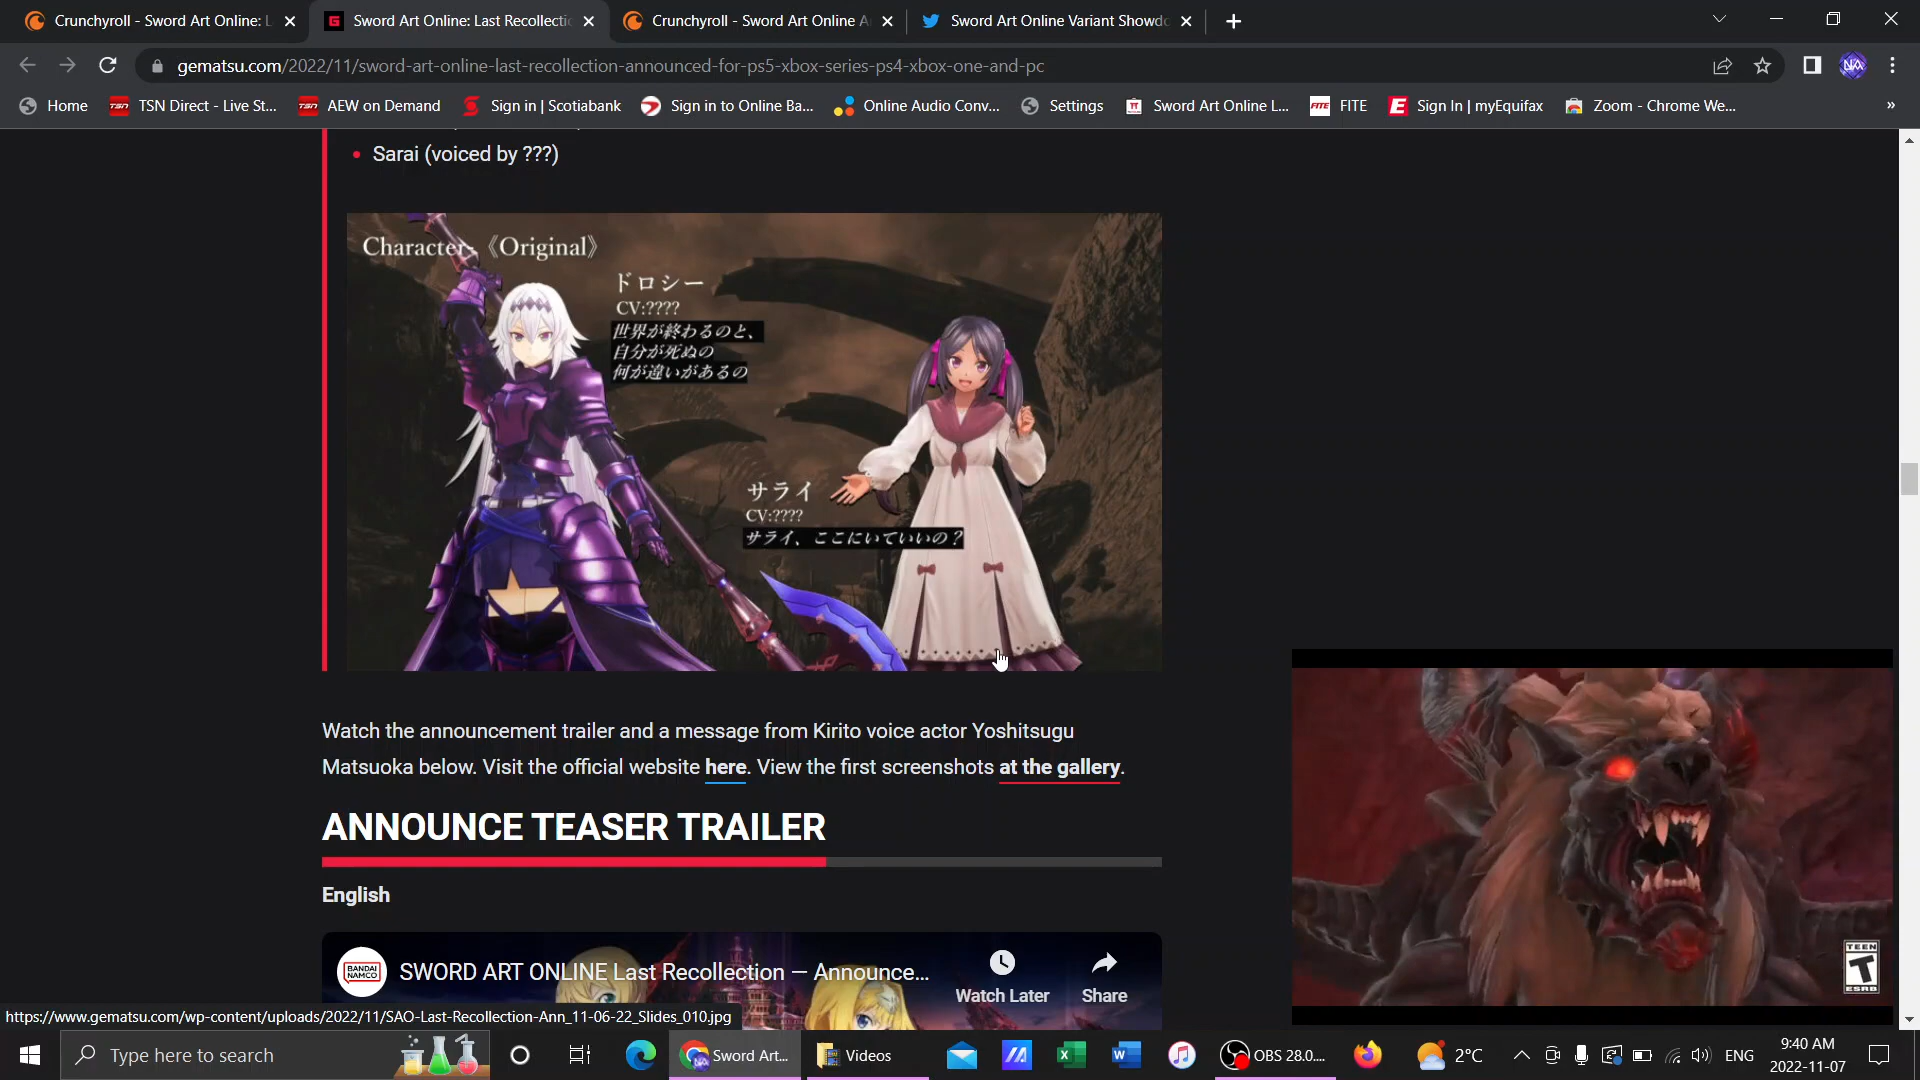 Crunchyroll - Sword Art Online: L
Sword Art Online: Last Recollectio
Crunchyroll - Sword Art Online A
Sword Art Online Variant Showdo
gematsu.com/2022/11/sword-art-online-last-recollection-announced-for-ps5-xbox-series-ps4-xbox-one-and-pc
Home
TSN Direct - Live St...
AEW on Demand
Sign in | Scotiabank
Sign in to Online Ba...
Online Audio Conv...
Settings
Sword Art Online L...
FITE
Sign In | myEquifax
Zoom - Chrome We...
»
Sarai (voiced by ???)
Character-《Original》
ドロシー
CV:????
世界が終わるのと、
自分が死ぬの
何が違いがあるの
サライ
CV:????
サライ、ここにいていいの?
Watch the announcement trailer and a message from Kirito voice actor Yoshitsugu
Matsuoka below. Visit the official website here. View the first screenshots at the gallery.
ANNOUNCE TEASER TRAILER
English
BANDAI
NAMCO
SWORD ART ONLINE Last Recollection — Announce...
Watch Later
Share
TEEN
T
ESRB
https://www.gematsu.com/wp-content/uploads/2022/11/SAO-Last-Recollection-Ann_11-06-22_Slides_010.jpg
Type here to search
Sword Art...
Videos
OBS 28.0....
2°C
ENG
9:40 AM
2022-11-07